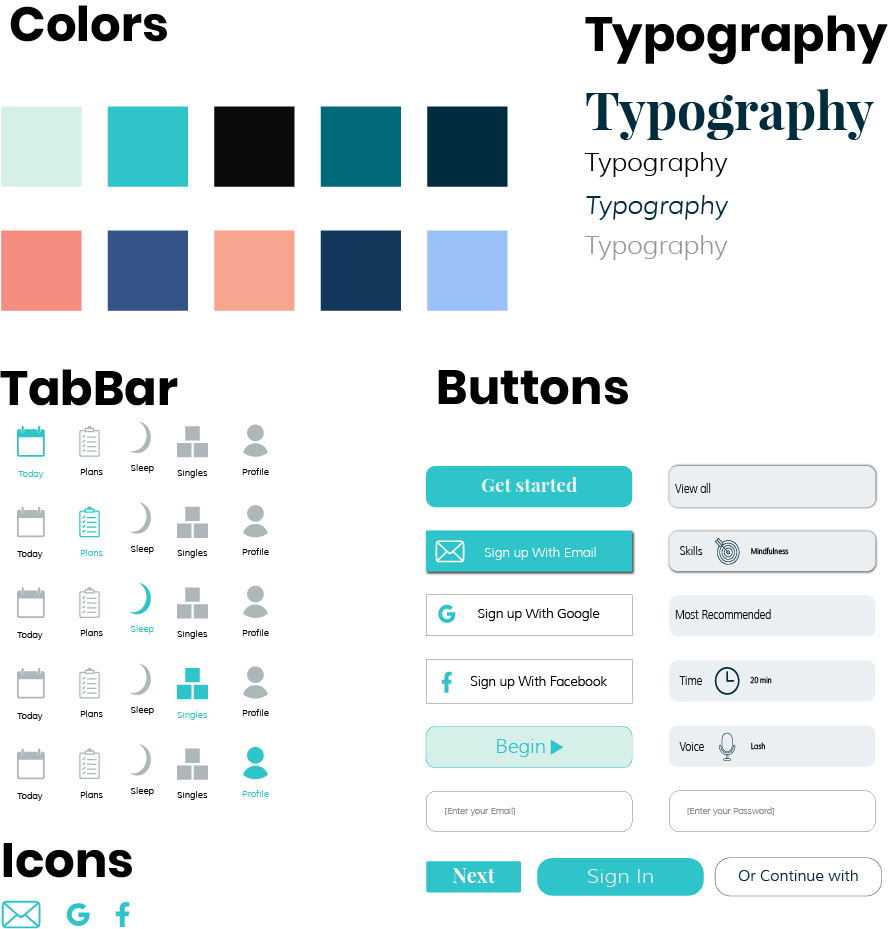 Colors
Typography
Typography
Typography
Typography
Typography
TabBar
Today Plans Sleep Singles Profile
Today Plans Sleep Singles Profile
Today Plans Sleep Singles Profile
Today Plans Sleep Singles Profile
Today Plans Sleep Singles Profile
Buttons
Get started
View all
Sign up With Email
Skills Mindfulness
Sign up With Google
Most Recommended
Sign up With Facebook
Time 20 min
Begin
Voice Lash
[Enter your Email]
[Enter your Password]
Next
Sign In
Or Continue with
Icons